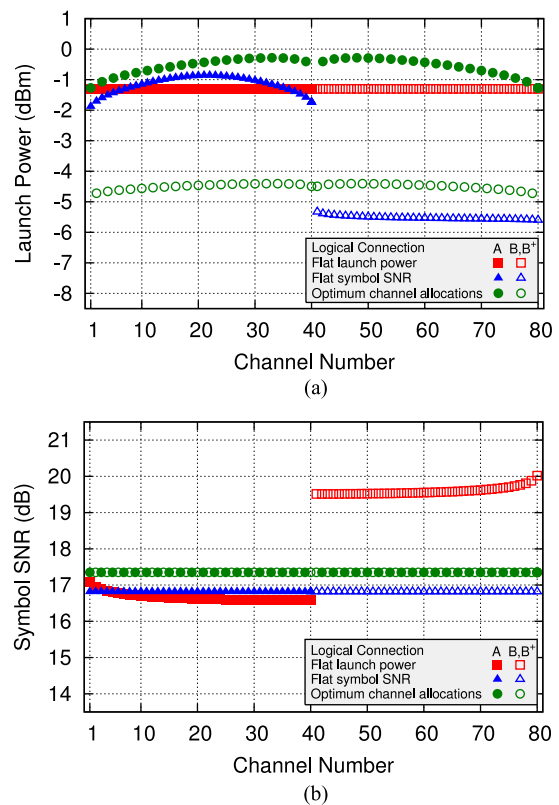 1
0
-1
-2
-3
-4
-5
-6
-7
-8
Launch Power (dBm)
Logical Connection A B,B+
Flat launch power
Flat symbol SNR
Optimum channel allocations
1 10 20 30 40 50 60 70 80
Channel Number
(a)
21
20
19
18
17
16
15
14
Symbol SNR (dB)
Logical Connection A B,B+
Flat launch power
Flat symbol SNR
Optimum channel allocations
1 10 20 30 40 50 60 70 80
Channel Number
(b)